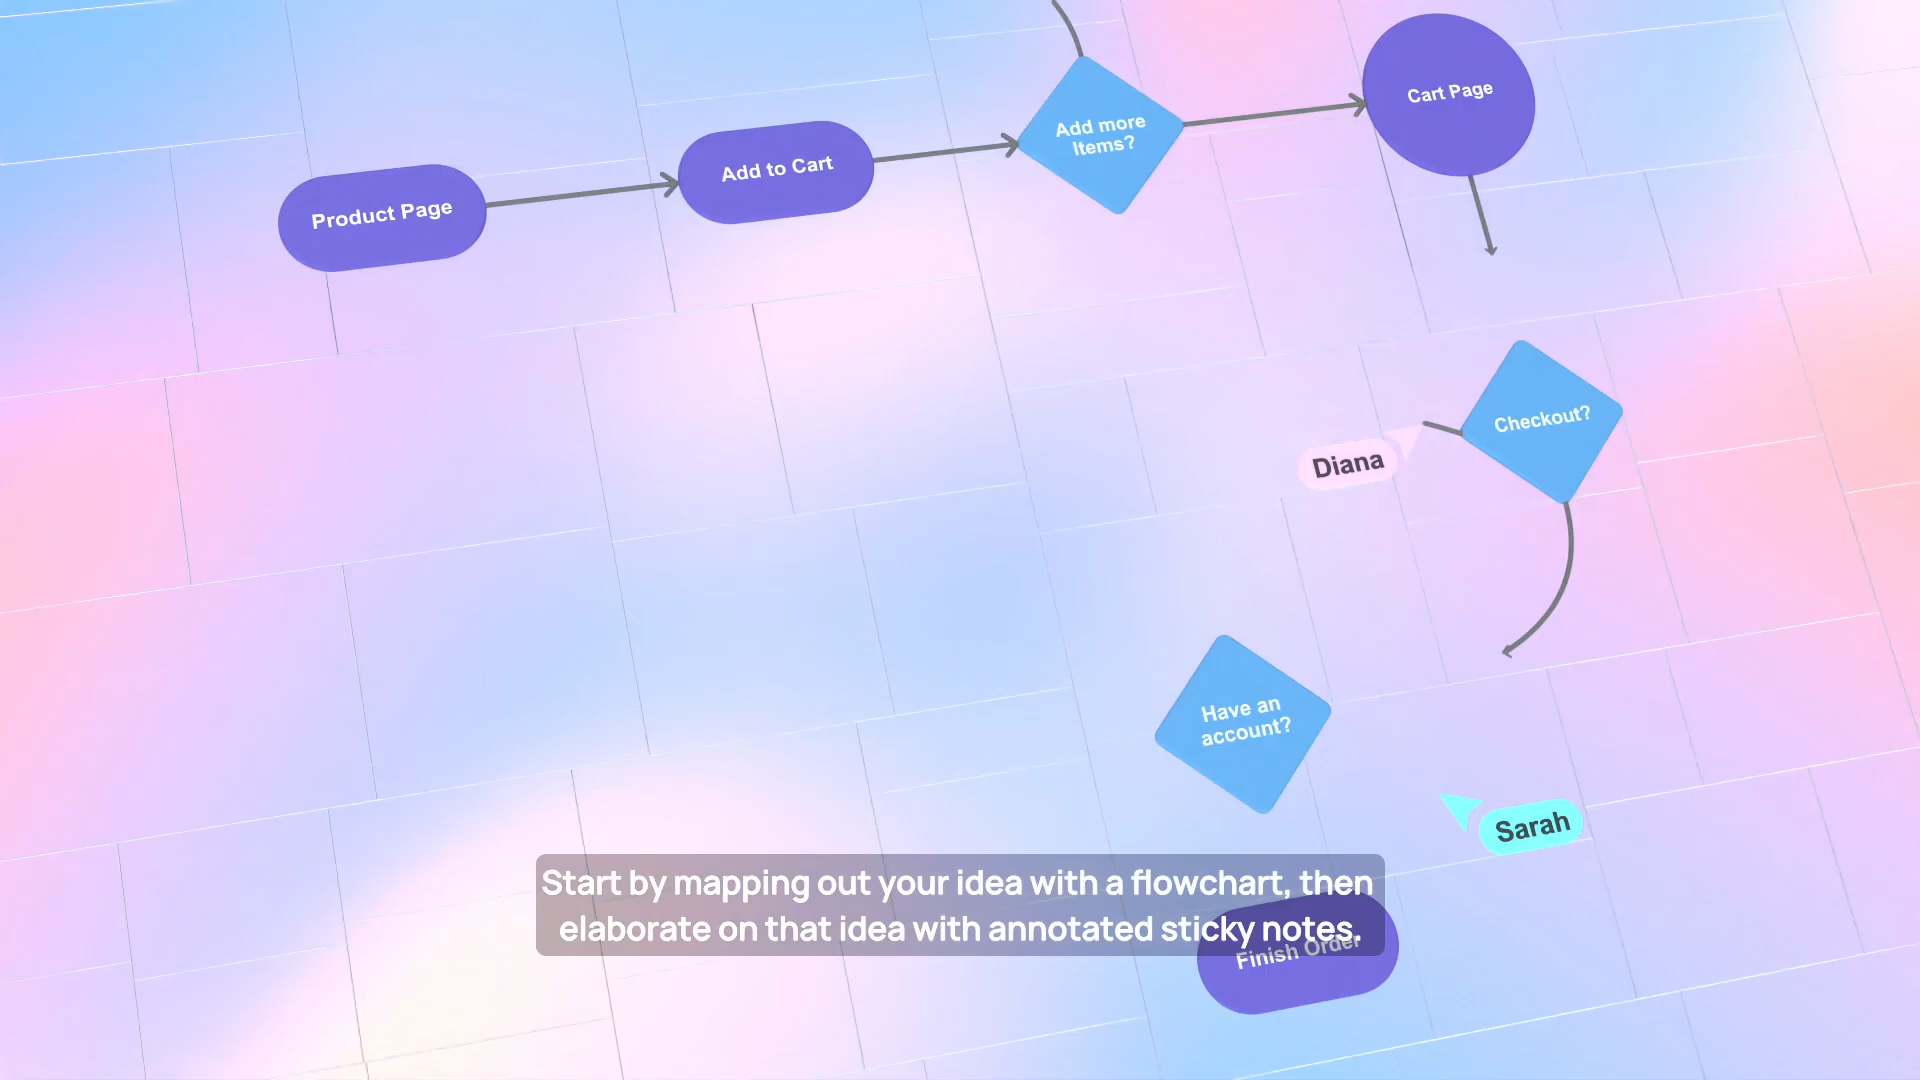 Product Page
Add to Cart
Add more
Items?
Cart Page
Checkout?
Diana
Have an
account?
Sarah
Start by mapping out your idea with a flowchart, then
elaborate on that idea with annotated sticky notes.
Finish Order